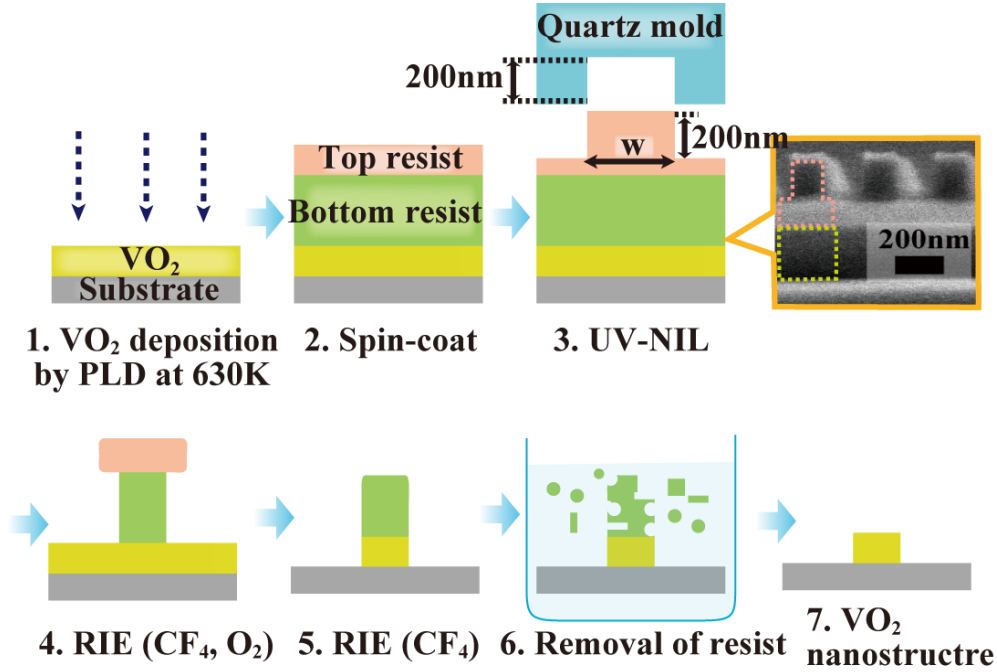 Quartz mold
200nm
200nm
w
Top resist
Bottom resist
VO₂
Substrate
200nm
1. VO₂ deposition
by PLD at 630K
2. Spin-coat
3. UV-NIL
4. RIE (CF₄, O₂)
5. RIE (CF₄)
6. Removal of resist
7. VO₂
nanostructre